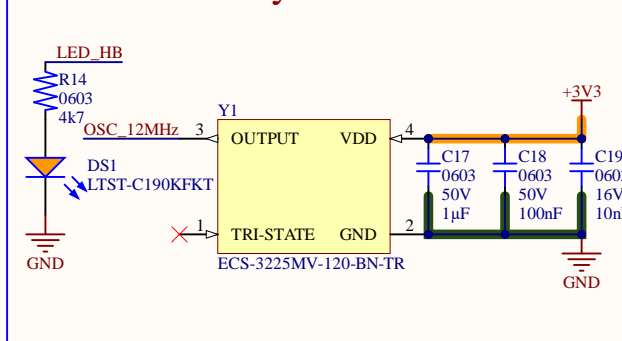 LED_HB
R14
0603
4k7
OSC_12MHz
DS1
LTST-C190KFKT
GND
Y1
3
OUTPUT
VDD
4
1
TRI-STATE
GND
2
ECS-3225MV-120-BN-TR
+3V3
C17
0603
50V
1µF
C18
0603
50V
100nF
C19
16V
GND